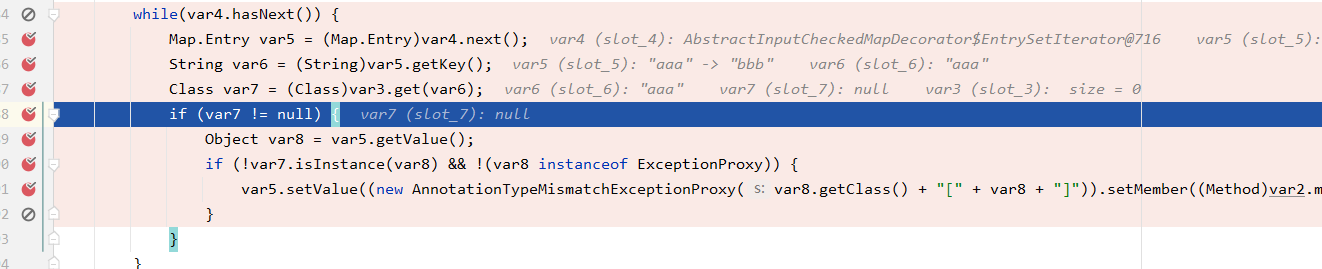 4 while(var4.hasNext()) {
5 Map.Entry var5 = (Map.Entry)var4.next(); var4 (slot_4): AbstractInputCheckedMapDecorator$EntrySetIterator@716 var5 (slot_5):
6 String var6 = (String)var5.getKey(); var5 (slot_5): "aaa" -> "bbb" var6 (slot_6): "aaa"
7 Class var7 = (Class)var3.get(var6); var6 (slot_6): "aaa" var7 (slot_7): null var3 (slot_3): size = 0
8 if (var7 != null) { var7 (slot_7): null
9 Object var8 = var5.getValue();
0 if (!var7.isInstance(var8) && !(var8 instanceof ExceptionProxy)) {
1 var5.setValue((new AnnotationTypeMismatchExceptionProxy( s: var8.getClass() + "[" + var8 + "]")).setMember((Method)var2.m
2 }
3 }
4 }